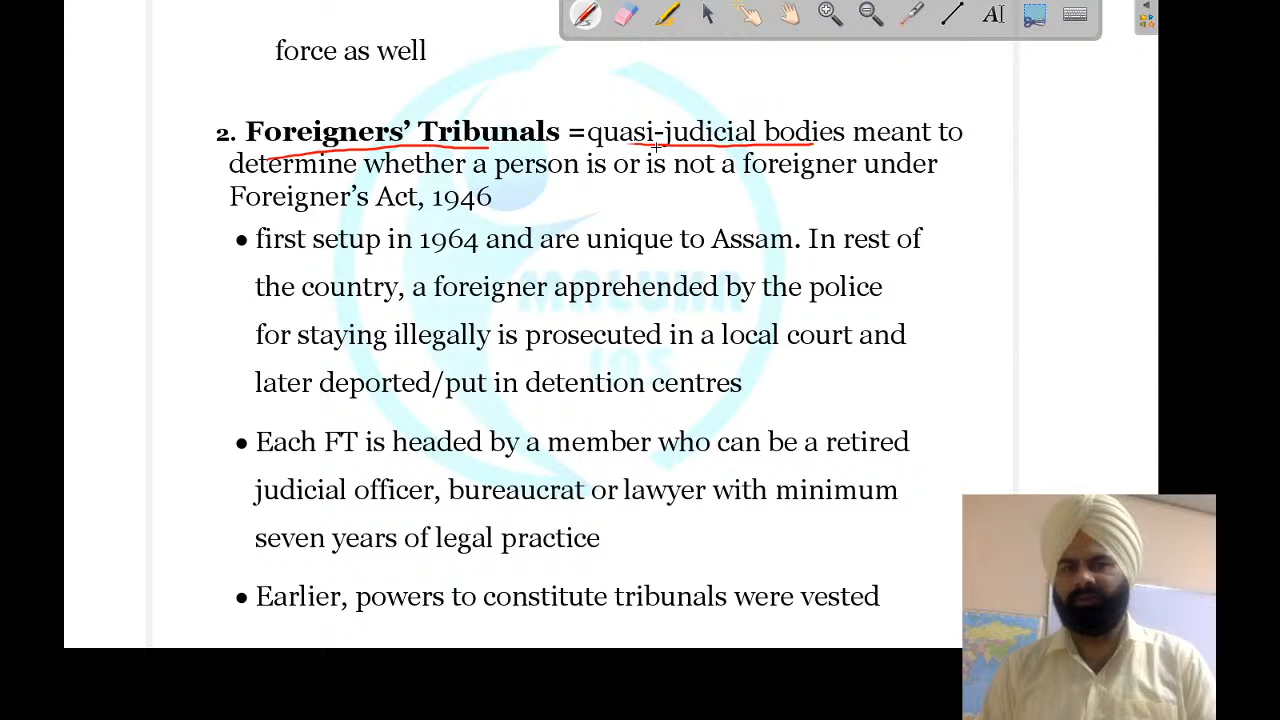 force as well
2. Foreigners’ Tribunals =quasi-judicial bodies meant to
determine whether a person is or is not a foreigner under
Foreigner’s Act, 1946
• first setup in 1964 and are unique to Assam. In rest of
the country, a foreigner apprehended by the police
for staying illegally is prosecuted in a local court and
later deported/put in detention centres
• Each FT is headed by a member who can be a retired
judicial officer, bureaucrat or lawyer with minimum
seven years of legal practice
• Earlier, powers to constitute tribunals were vested